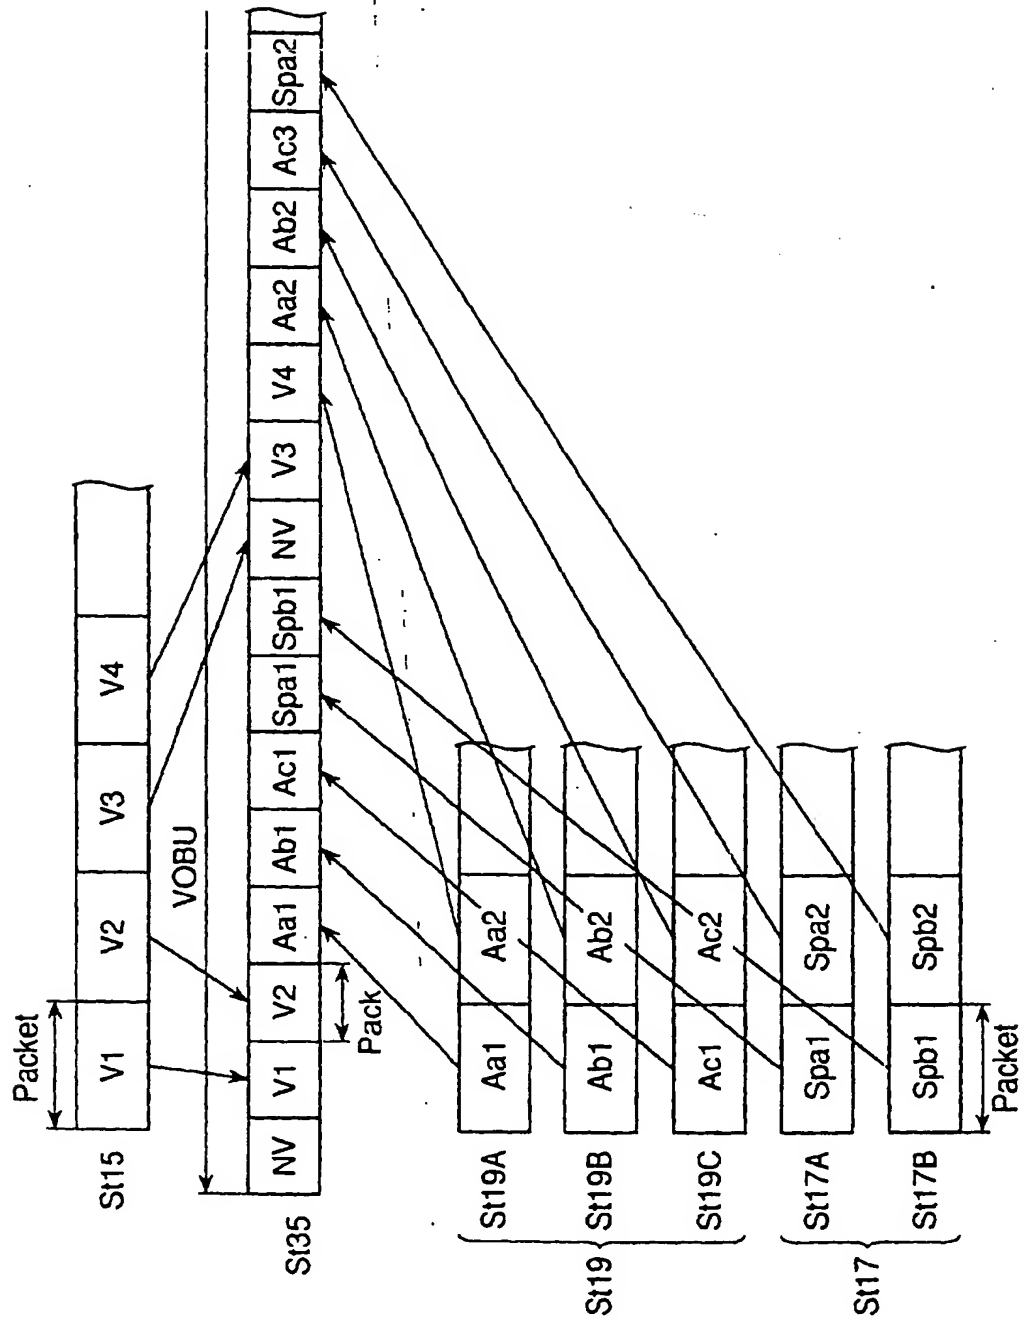 Packet
St15 V1 V2 V3 V4
VOBU
St35 NV V1 V2 Aa1 Ab1 Ac1 Spa1 Spb1 NV V3 V4 Aa2 Ab2 Ac3 Spa2
Pack
St19
St19A Aa1 Aa2
St19B Ab1 Ab2
St19C Ac1 Ac2
St17
St17A Spa1 Spa2
St17B Spb1 Spb2
Packet